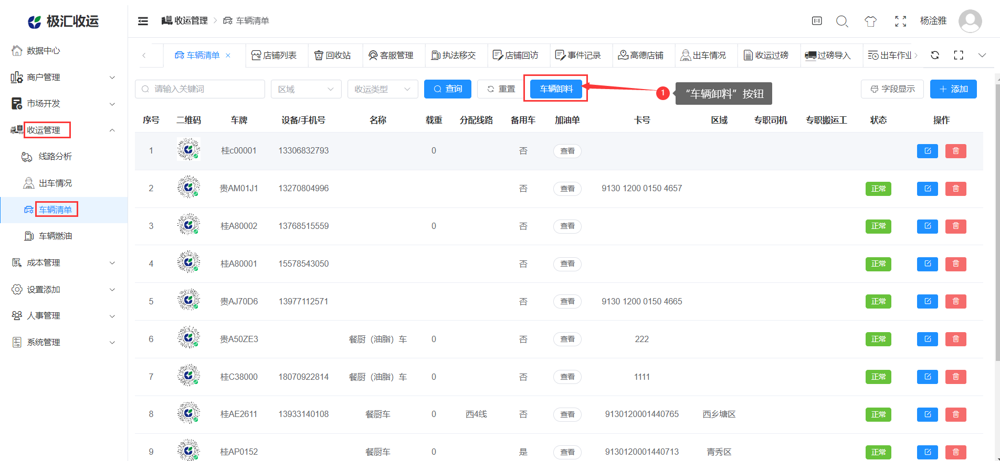 极汇收运
收运管理 > 车辆清单
杨淦雅
数据中心
商户管理
市场开发
收运管理
线路分析
出车情况
车辆清单
车辆燃油
成本管理
设置添加
人事管理
系统管理
车辆清单 × 店铺列表 回收站 客服管理 执法移交 店铺回访 事件记录 高德店铺 出车情况 收运过磅 过磅导入 出车作业
请输入关键词 区域 收运类型 查询 重置 车辆卸料 1 “车辆卸料”按钮 字段显示 + 添加
序号 二维码 车牌 设备/手机号 名称 载重 分配线路 备用车 加油单 卡号 区域 专职司机 专职搬运工 状态 操作
1 桂c00001 13306832793 0 否 查看
2 贵AM01J1 13270804996 否 查看 9130 1200 0150 4657 正常
3 桂A80002 13768515559 0 否 查看 正常
4 桂A80001 15578543050 否 查看 正常
5 贵AJ70D6 13977112571 否 查看 9130 1200 0150 4665 正常
6 贵A50ZE3 餐厨（油脂）车 0 否 查看 222 正常
7 桂C38000 18070922814 餐厨（油脂）车 0 否 查看 1111 正常
8 桂AE2611 13933140108 餐厨车 0 西4线 否 查看 9130120001440765 西乡塘区 正常
9 桂AP0152 餐厨车 0 是 查看 9130120001440713 青秀区 正常